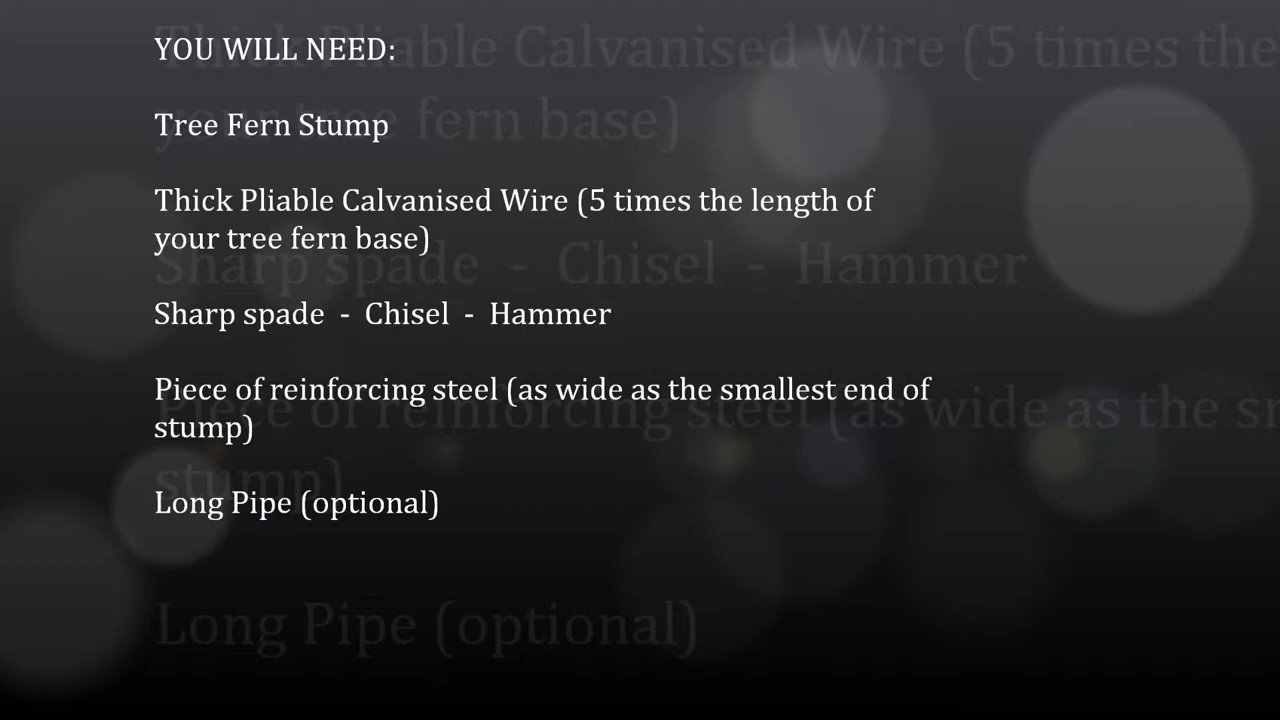 YOU WILL NEED:
Tree Fern Stump
Thick Pliable Calvanised Wire (5 times the length of
your tree fern base)
Sharp spade - Chisel - Hammer
Piece of reinforcing steel (as wide as the smallest end of
stump)
Long Pipe (optional)